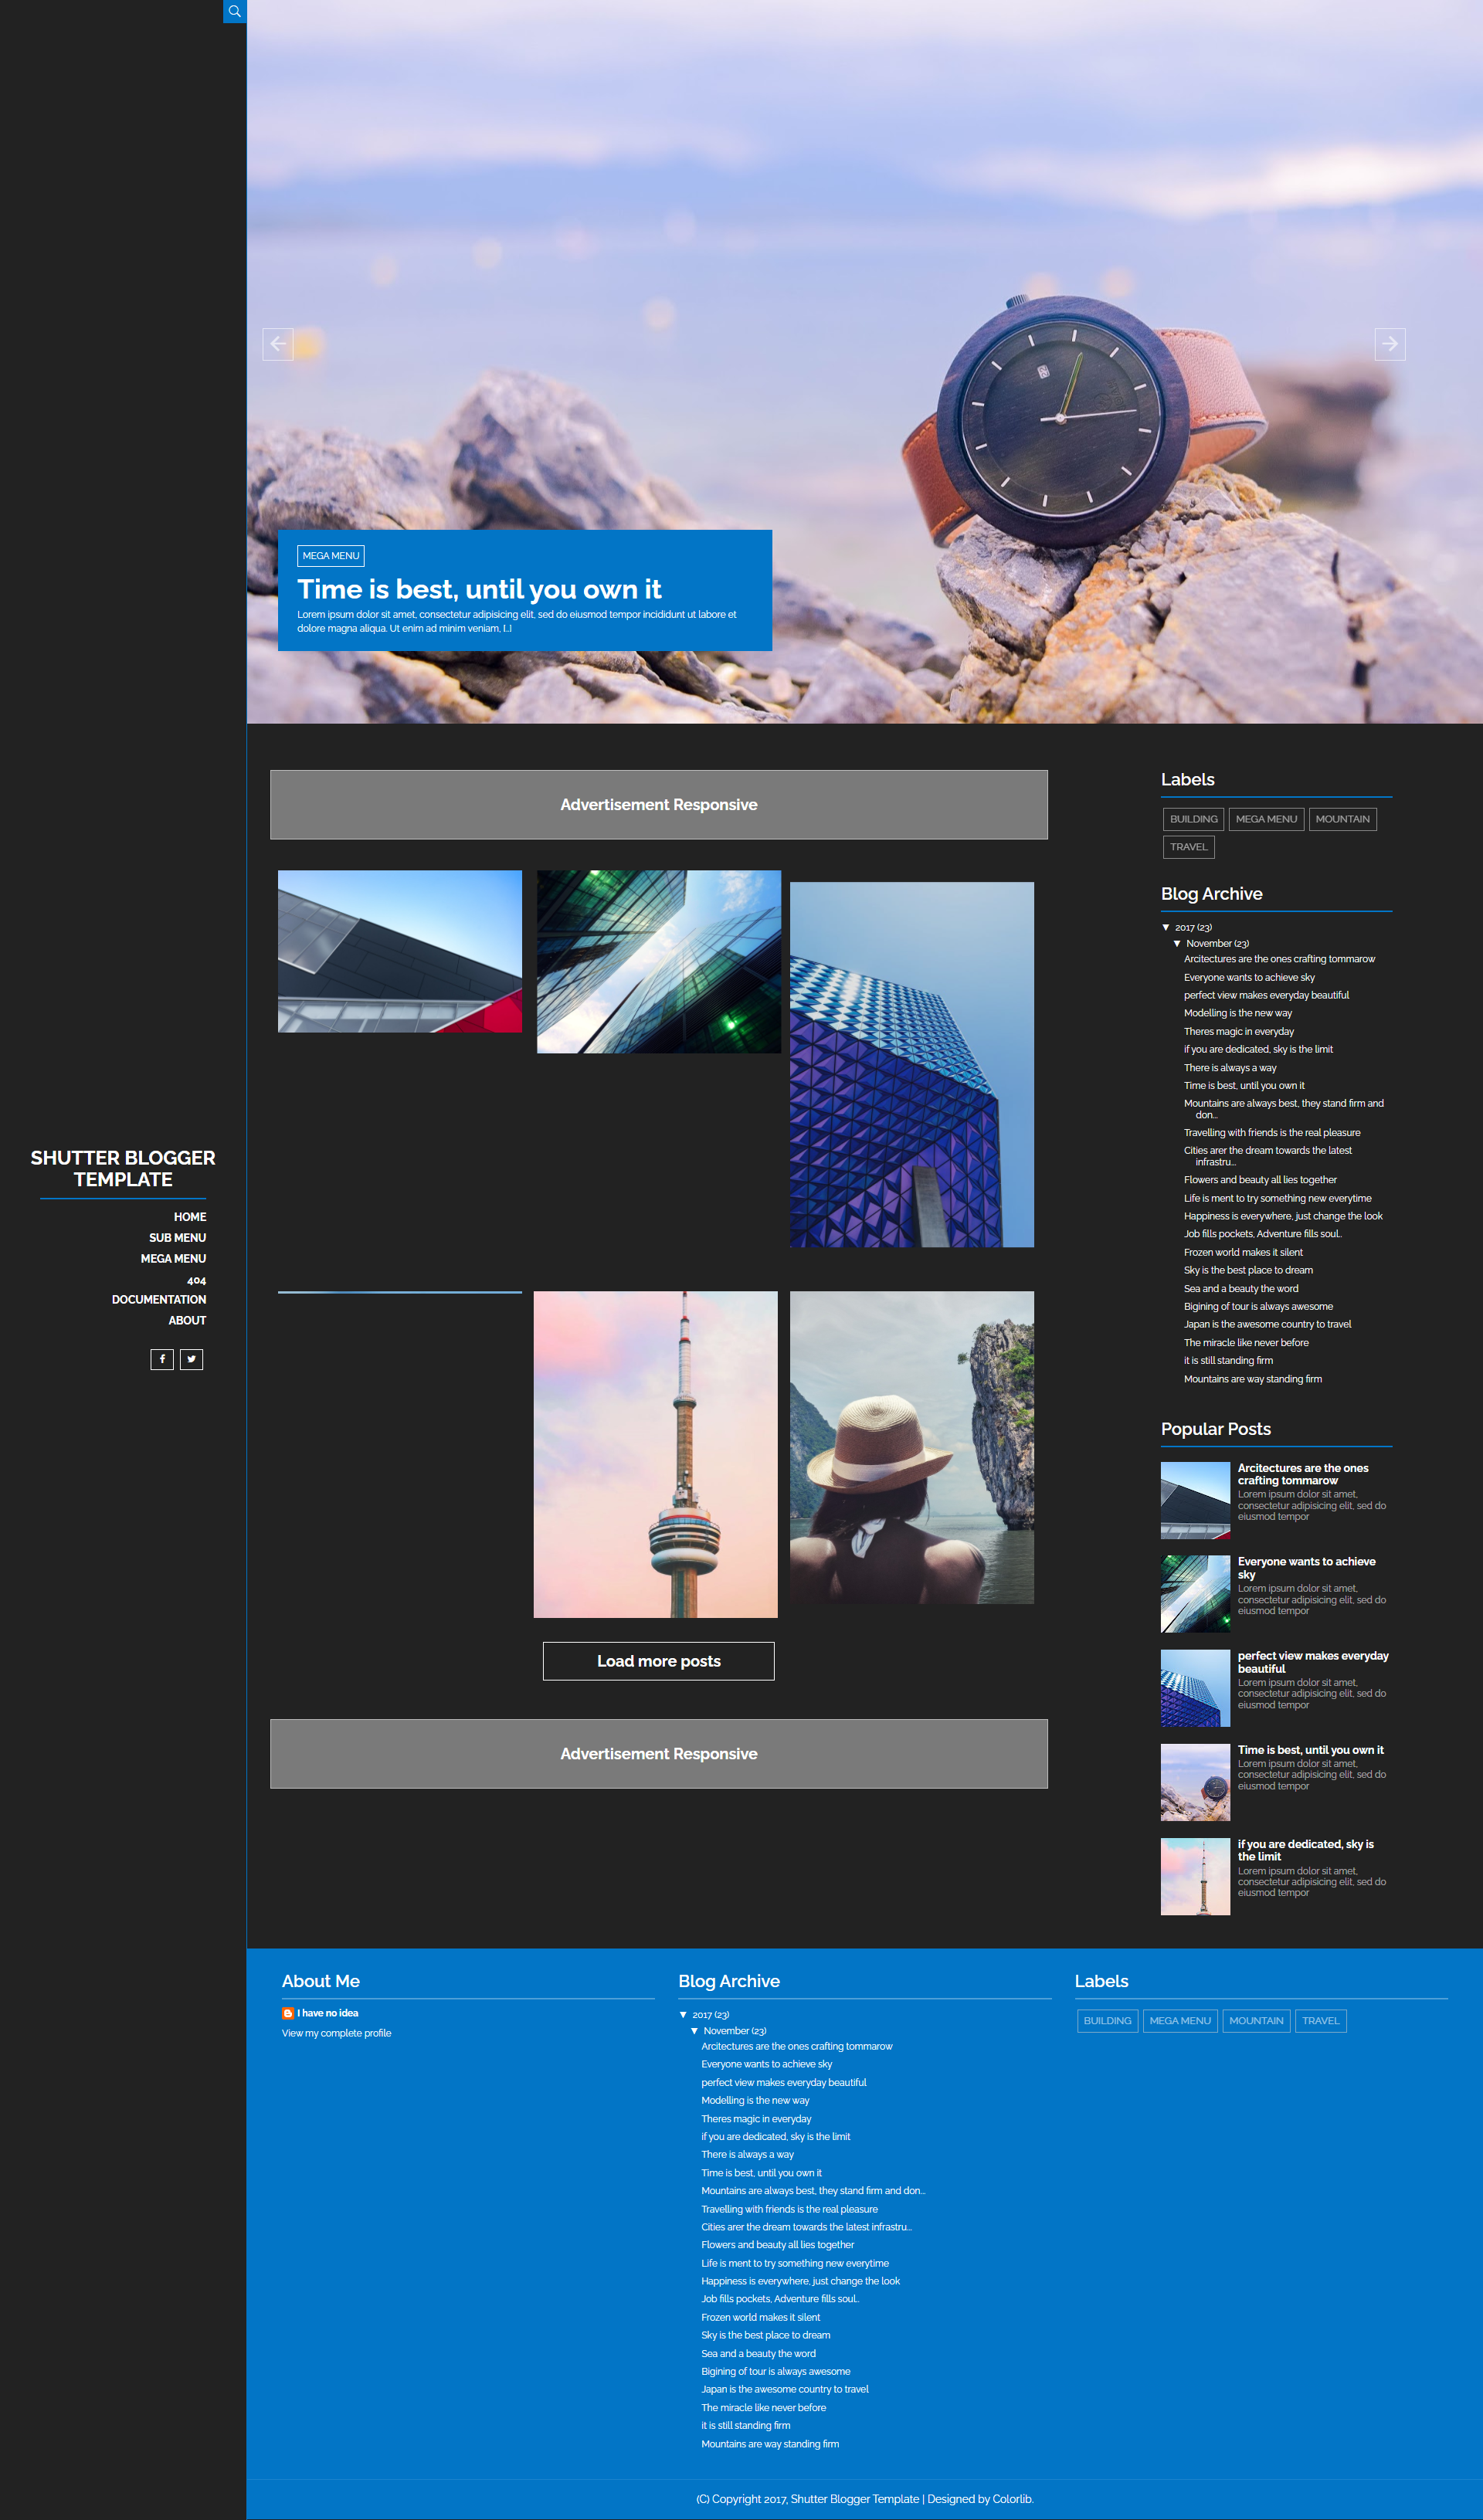 SHUTTER BLOGGER
TEMPLATE
HOME
SUB MENU
MEGA MENU
404
DOCUMENTATION
ABOUT
MEGA MENU
Time is best, until you own it
Lorem ipsum dolor sit amet, consectetur adipisicing elit, sed do eiusmod tempor incididunt ut labore et
dolore magna aliqua. Ut enim ad minim veniam, [...]
Advertisement Responsive
Load more posts
Advertisement Responsive
Labels
BUILDING MEGA MENU MOUNTAIN
TRAVEL
Blog Archive
▼ 2017 (23)
▼ November (23)
Arcitectures are the ones crafting tommarow
Everyone wants to achieve sky
perfect view makes everyday beautiful
Modelling is the new way
Theres magic in everyday
if you are dedicated, sky is the limit
There is always a way
Time is best, until you own it
Mountains are always best, they stand firm and
don...
Travelling with friends is the real pleasure
Cities arer the dream towards the latest
infrastru...
Flowers and beauty all lies together
Life is ment to try something new everytime
Happiness is everywhere, just change the look
Job fills pockets, Adventure fills soul..
Frozen world makes it silent
Sky is the best place to dream
Sea and a beauty the word
Bigining of tour is always awesome
Japan is the awesome country to travel
The miracle like never before
it is still standing firm
Mountains are way standing firm
Popular Posts
Arcitectures are the ones
crafting tommarow
Lorem ipsum dolor sit amet,
consectetur adipisicing elit, sed do
eiusmod tempor
Everyone wants to achieve
sky
Lorem ipsum dolor sit amet,
consectetur adipisicing elit, sed do
eiusmod tempor
perfect view makes everyday
beautiful
Lorem ipsum dolor sit amet,
consectetur adipisicing elit, sed do
eiusmod tempor
Time is best, until you own it
Lorem ipsum dolor sit amet,
consectetur adipisicing elit, sed do
eiusmod tempor
if you are dedicated, sky is
the limit
Lorem ipsum dolor sit amet,
consectetur adipisicing elit, sed do
eiusmod tempor
About Me
I have no idea
View my complete profile
Blog Archive
▼ 2017 (23)
▼ November (23)
Arcitectures are the ones crafting tommarow
Everyone wants to achieve sky
perfect view makes everyday beautiful
Modelling is the new way
Theres magic in everyday
if you are dedicated, sky is the limit
There is always a way
Time is best, until you own it
Mountains are always best, they stand firm and don...
Travelling with friends is the real pleasure
Cities arer the dream towards the latest infrastru...
Flowers and beauty all lies together
Life is ment to try something new everytime
Happiness is everywhere, just change the look
Job fills pockets, Adventure fills soul..
Frozen world makes it silent
Sky is the best place to dream
Sea and a beauty the word
Bigining of tour is always awesome
Japan is the awesome country to travel
The miracle like never before
it is still standing firm
Mountains are way standing firm
Labels
BUILDING MEGA MENU MOUNTAIN TRAVEL
(C) Copyright 2017, Shutter Blogger Template | Designed by Colorlib.